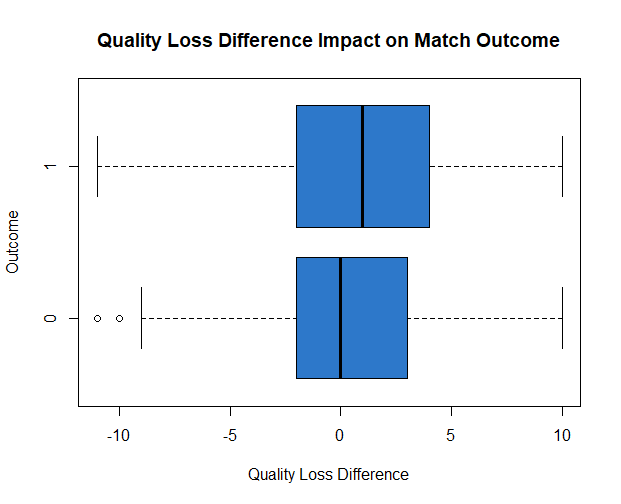 Quality Loss Difference Impact on Match Outcome
Outcome
1
0
-10 -5 0 5 10
Quality Loss Difference